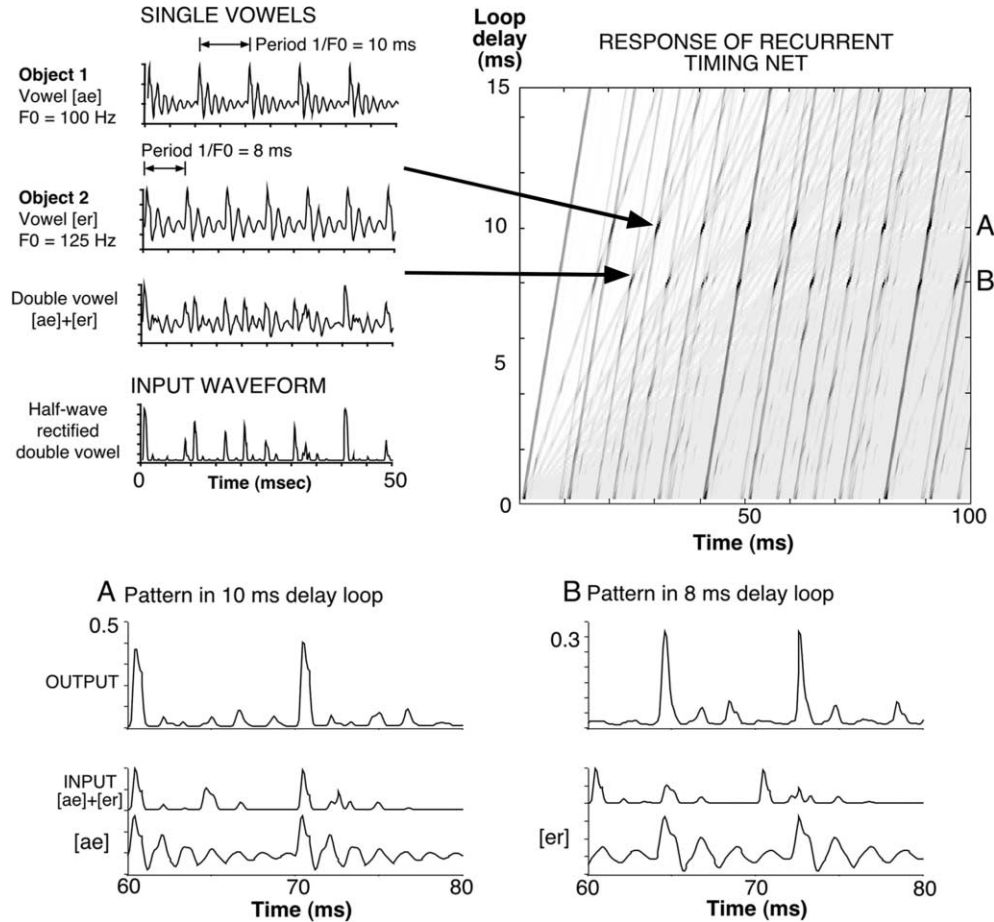 SINGLE VOWELS
Period 1/F0 = 10 ms
Object 1
Vowel [ae]
F0 = 100 Hz
Period 1/F0 = 8 ms
Object 2
Vowel [er]
F0 = 125 Hz
Double vowel
[ae]+[er]
INPUT WAVEFORM
Half-wave
rectified
double vowel
0
Time (msec)
50
Loop
delay
(ms)
RESPONSE OF RECURRENT
TIMING NET
15
10
5
0
A
B
50
100
Time (ms)
A Pattern in 10 ms delay loop
0.5
OUTPUT
INPUT
[ae]+[er]
[ae]
60
70
80
Time (ms)
B Pattern in 8 ms delay loop
0.3
[er]
60
70
80
Time (ms)